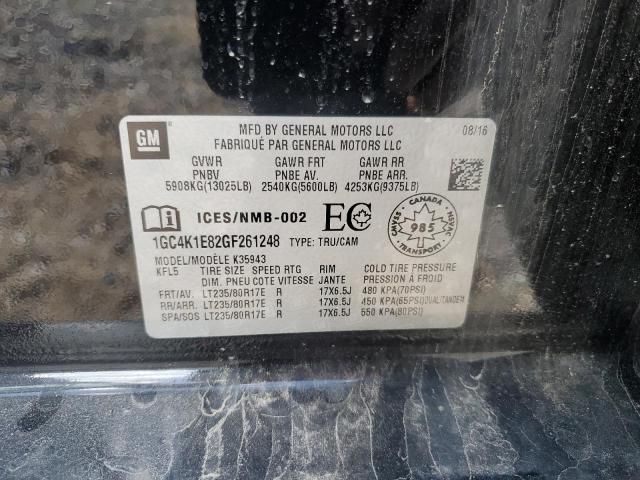 GM
MFD BY GENERAL MOTORS LLC
08/16
FABRIQUÉ PAR GENERAL MOTORS LLC
GVWR GAWR FRT GAWR RR
PNBV PNBE AV. PNBE ARR.
5908KG(13025LB) 2540KG(5600LB) 4253KG(9375LB)
ICES/NMB-002 EC
CANADA
CMVSS 985 NSVAC
TRANSPORT
1GC4K1E82GF261248 TYPE: TRU/CAM
MODEL/MODÈLE K35943
KFL5 TIRE SIZE SPEED RTG RIM COLD TIRE PRESSURE
DIM. PNEU COTE VITESSE JANTE PRESSION À FROID
FRT/AV. LT235/80R17E R 17X6.5J 480 KPA(70PSI)
RR/ARR. LT235/80R17E R 17X6.5J 450 KPA(65PSI)DUAL/TANDEM
SPA/SOS LT235/80R17E R 17X6.5J 550 KPA(80PSI)